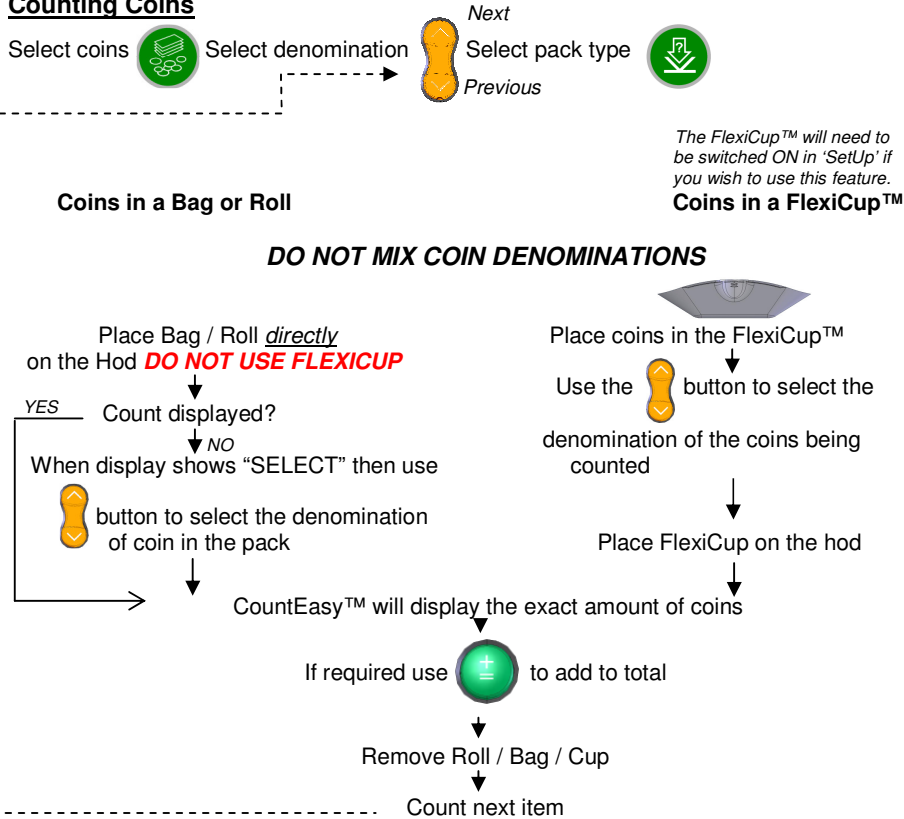 Counting Coins
Next
Select coins Select denomination Select pack type
Previous
The FlexiCup™ will need to
be switched ON in 'SetUp' if
you wish to use this feature.
Coins in a Bag or Roll
Coins in a FlexiCup™
DO NOT MIX COIN DENOMINATIONS
Place Bag / Roll directly
on the Hod DO NOT USE FLEXICUP
YES
Count displayed?
NO
When display shows “SELECT” then use
button to select the denomination
of coin in the pack
Place coins in the FlexiCup™
Use the button to select the
denomination of the coins being
counted
Place FlexiCup on the hod
CountEasy™ will display the exact amount of coins
If required use ± = to add to total
Remove Roll / Bag / Cup
Count next item